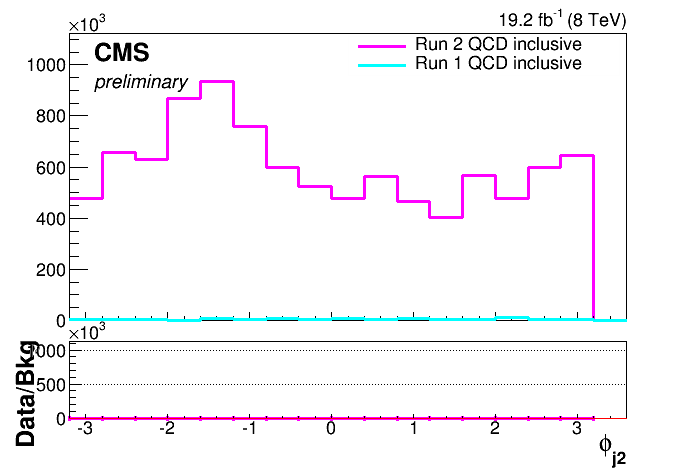 ×10³
19.2 fb⁻¹ (8 TeV)
CMS
preliminary
Run 2 QCD inclusive
Run 1 QCD inclusive
1000
800
600
400
200
0
×10³
Data/Bkg
1000
500
0
-3 -2 -1 0 1 2 3
ϕj2